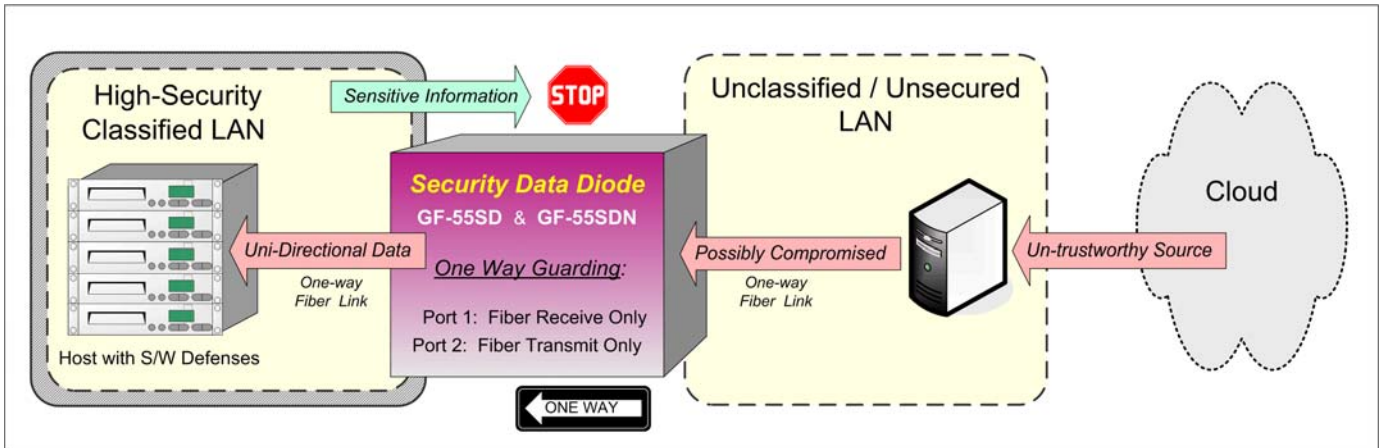 High-Security
Classified LAN
Sensitive Information
STOP
Unclassified / Unsecured
LAN
Cloud
Security Data Diode
GF-55SD & GF-55SDN
One Way Guarding:
Port 1: Fiber Receive Only
Port 2: Fiber Transmit Only
Uni-Directional Data
One-way
Fiber Link
Host with S/W Defenses
Possibly Compromised
One-way
Fiber Link
Un-trustworthy Source
ONE WAY